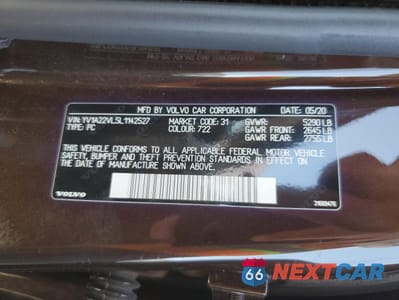 MFD BY VOLVO CAR CORPORATION DATE: 05/20
VIN: YV1A22VL5L1142527 MARKET CODE: 31 GVWR: 5290 LB
TYPE: PC COLOUR: 722 GAWR FRONT: 2645 LB
GAWR REAR: 2755 LB
THIS VEHICLE CONFORMS TO ALL APPLICABLE FEDERAL MOTOR VEHICLE
SAFETY, BUMPER AND THEFT PREVENTION STANDARDS IN EFFECT ON THE
DATE OF MANUFACTURE SHOWN ABOVE.
VOLVO
66 NEXTCAR